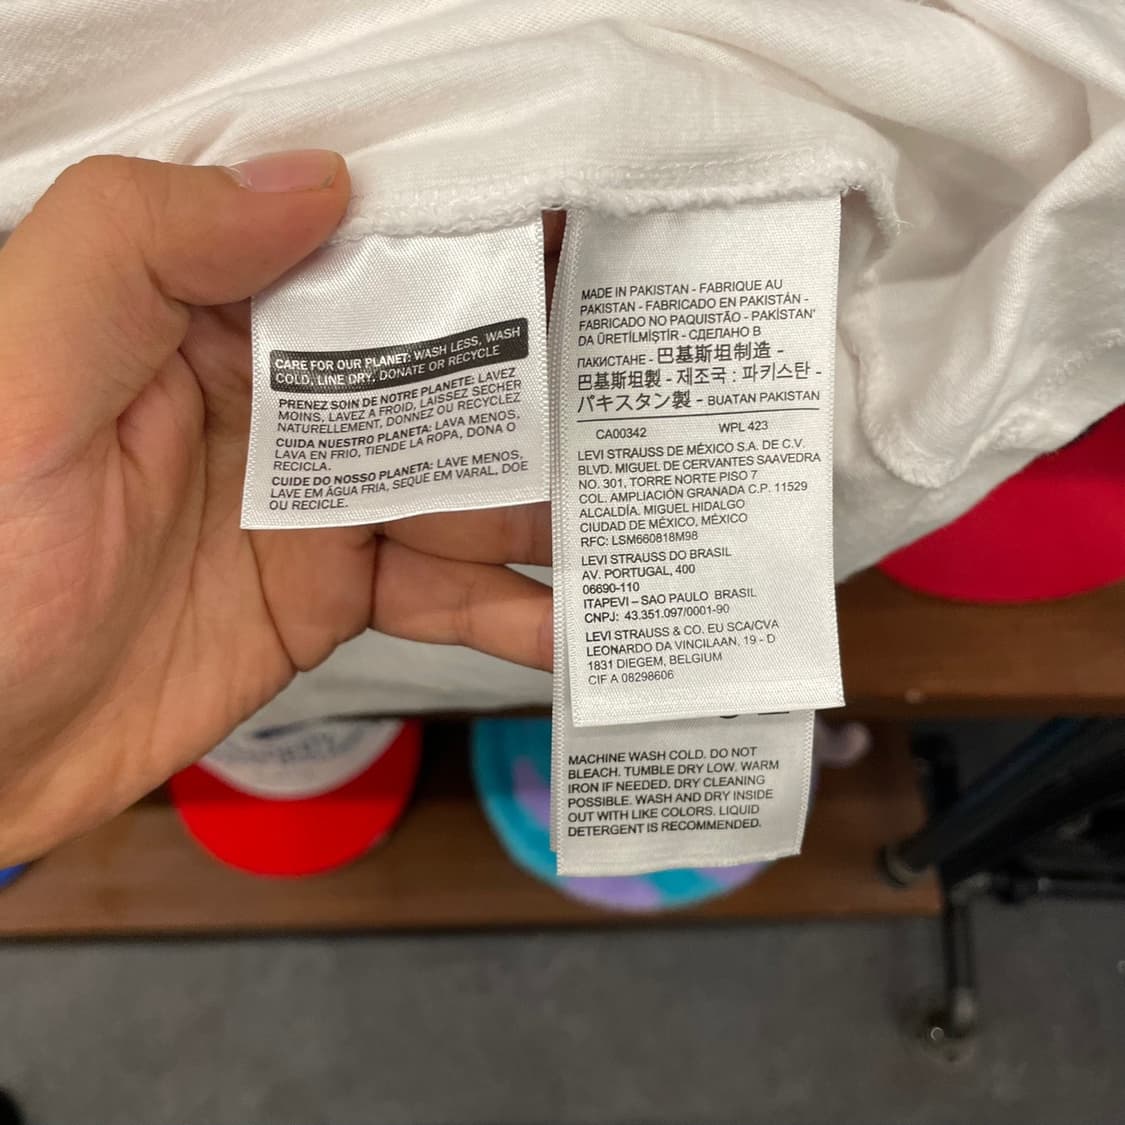 CARE FOR OUR PLANET: WASH LESS, WASH
COLD, LINE DRY, DONATE OR RECYCLE
PRENEZ SOIN DE NOTRE PLANETE: LAVEZ
MOINS, LAVEZ A FROID, LAISSEZ SECHER
NATURELLEMENT, DONNEZ OU RECYCLEZ
CUIDA NUESTRO PLANETA: LAVA MENOS,
LAVA EN FRIO, TIENDE LA ROPA, DONA O
RECICLA.
CUIDE DO NOSSO PLANETA: LAVE MENOS,
LAVE EM ÁGUA FRIA, SEQUE EM VARAL, DOE
OU RECICLE.
MADE IN PAKISTAN - FABRIQUE AU
PAKISTAN - FABRICADO EN PAKISTÁN -
FABRICADO NO PAQUISTÃO - PAKİSTAN'
DA ÜRETİLMİŞTİR - СДЕЛАНО В
ПАКИСТАНЕ - 巴基斯坦制造 -
巴基斯坦製 - 제조국 : 파키스탄 -
パキスタン製 - BUATAN PAKISTAN
CA00342 WPL 423
LEVI STRAUSS DE MÉXICO S.A. DE C.V.
BLVD. MIGUEL DE CERVANTES SAAVEDRA
NO. 301, TORRE NORTE PISO 7
COL. AMPLIACIÓN GRANADA C.P. 11529
ALCALDÍA. MIGUEL HIDALGO
CIUDAD DE MÉXICO, MÉXICO
RFC: LSM660818M98
LEVI STRAUSS DO BRASIL
AV. PORTUGAL, 400
06690-110
ITAPEVI – SAO PAULO BRASIL
CNPJ: 43.351.097/0001-90
LEVI STRAUSS & CO. EU SCA/CVA
LEONARDO DA VINCILAAN. 19 - D
1831 DIEGEM, BELGIUM
CIF A 08298606
MACHINE WASH COLD. DO NOT
BLEACH. TUMBLE DRY LOW. WARM
IRON IF NEEDED. DRY CLEANING
POSSIBLE. WASH AND DRY INSIDE
OUT WITH LIKE COLORS. LIQUID
DETERGENT IS RECOMMENDED.